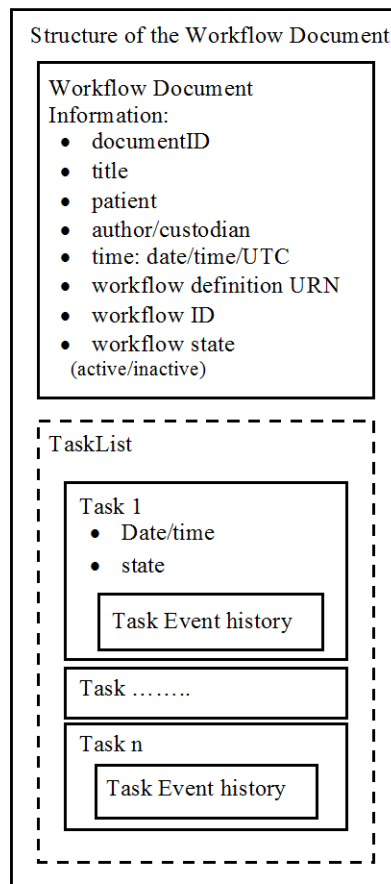 Structure of the Workflow Document
Workflow Document
Information:
• documentID
• title
• patient
• author/custodian
• time: date/time/UTC
• workflow definition URN
• workflow ID
• workflow state
(active/inactive)
TaskList
Task 1
• Date/time
• state
Task Event history
Task ……..
Task n
Task Event history